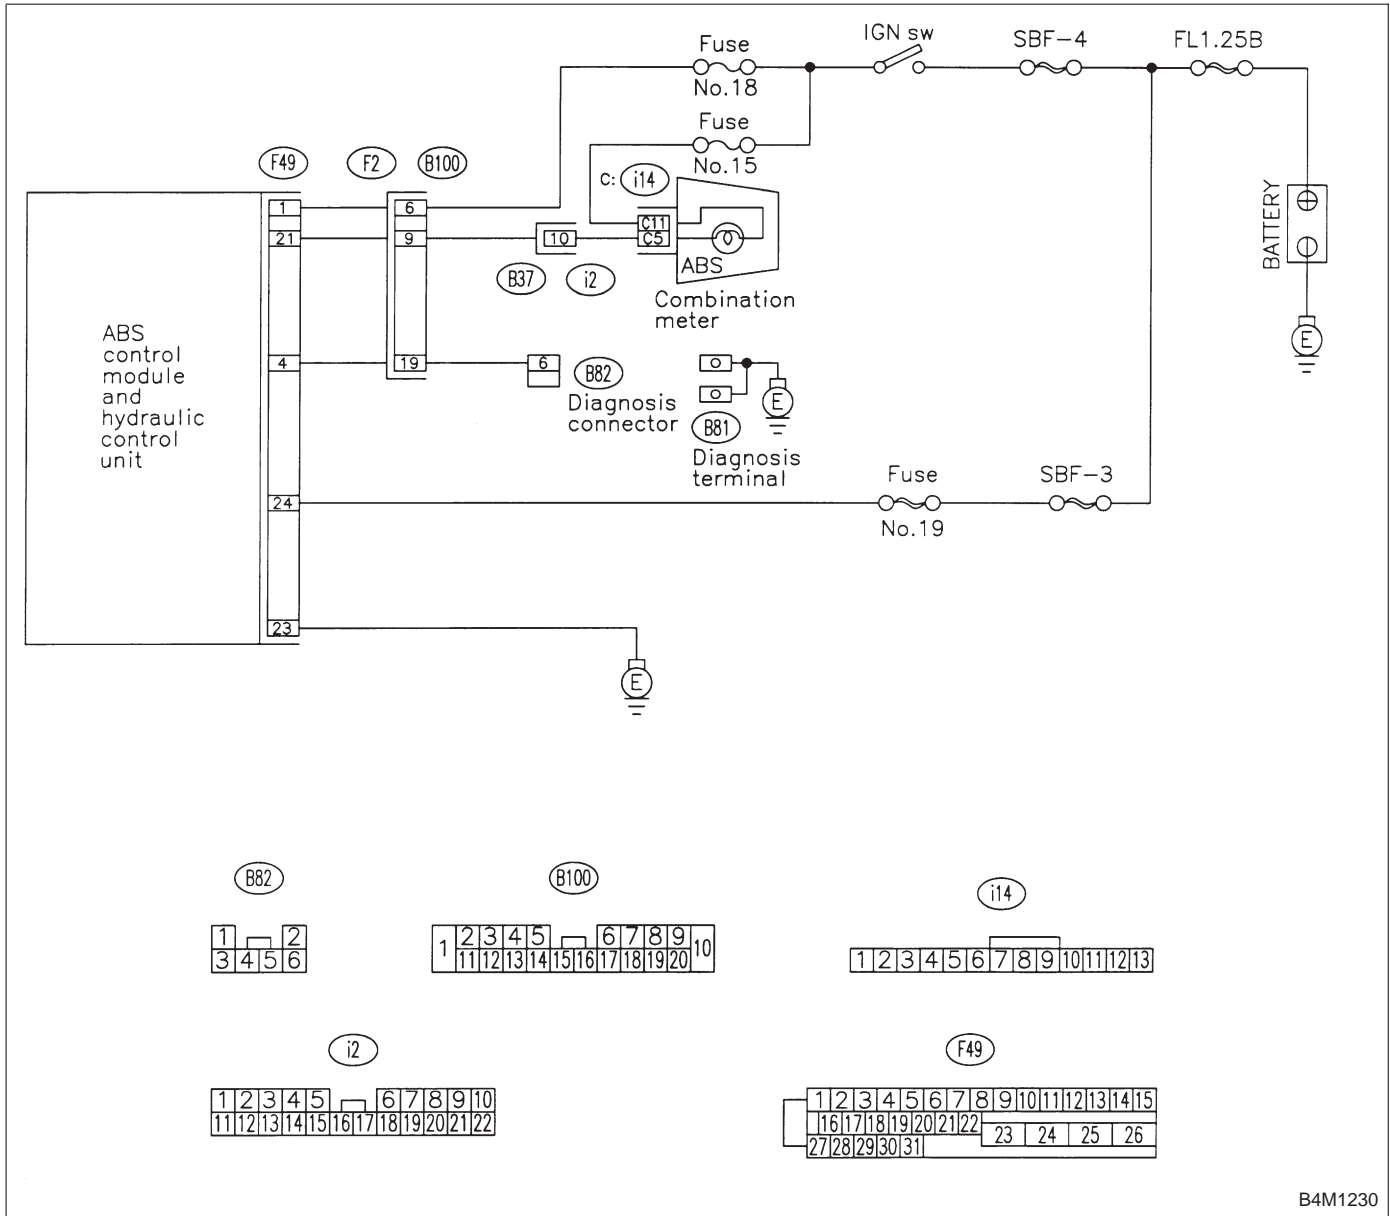 IGN sw
SBF-4
FL1.25B
Fuse
No.18
Fuse
No.15
F49
F2
B100
c: i14
BATTERY
1
6
C11
21
9
10
C5
ABS
B37
i2
Combination
meter
ABS
control
module
and
hydraulic
control
unit
4
19
6
B82
Diagnosis
connector
E
B81
Diagnosis
terminal
E
24
Fuse
No.19
SBF-3
23
E
B82
1 2
3 4 5 6
B100
1 2 3 4 5 6 7 8 9 10
11 12 13 14 15 16 17 18 19 20
i14
1 2 3 4 5 6 7 8 9 10 11 12 13
i2
1 2 3 4 5 6 7 8 9 10
11 12 13 14 15 16 17 18 19 20 21 22
F49
1 2 3 4 5 6 7 8 9 10 11 12 13 14 15
16 17 18 19 20 21 22
23 24 25 26
27 28 29 30 31
B4M1230